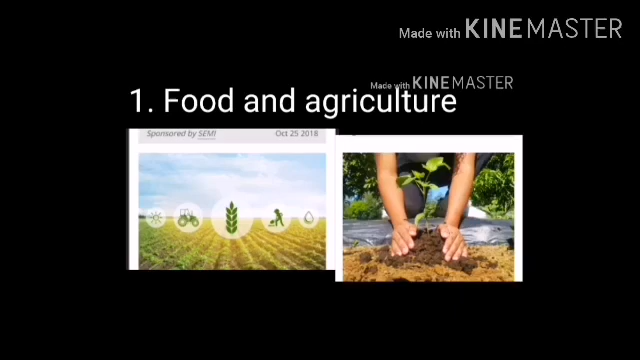 Made with KINEMASTER
Made with KINEMASTER
1. Food and agriculture
Sponsored by SEMI Oct 25 2018